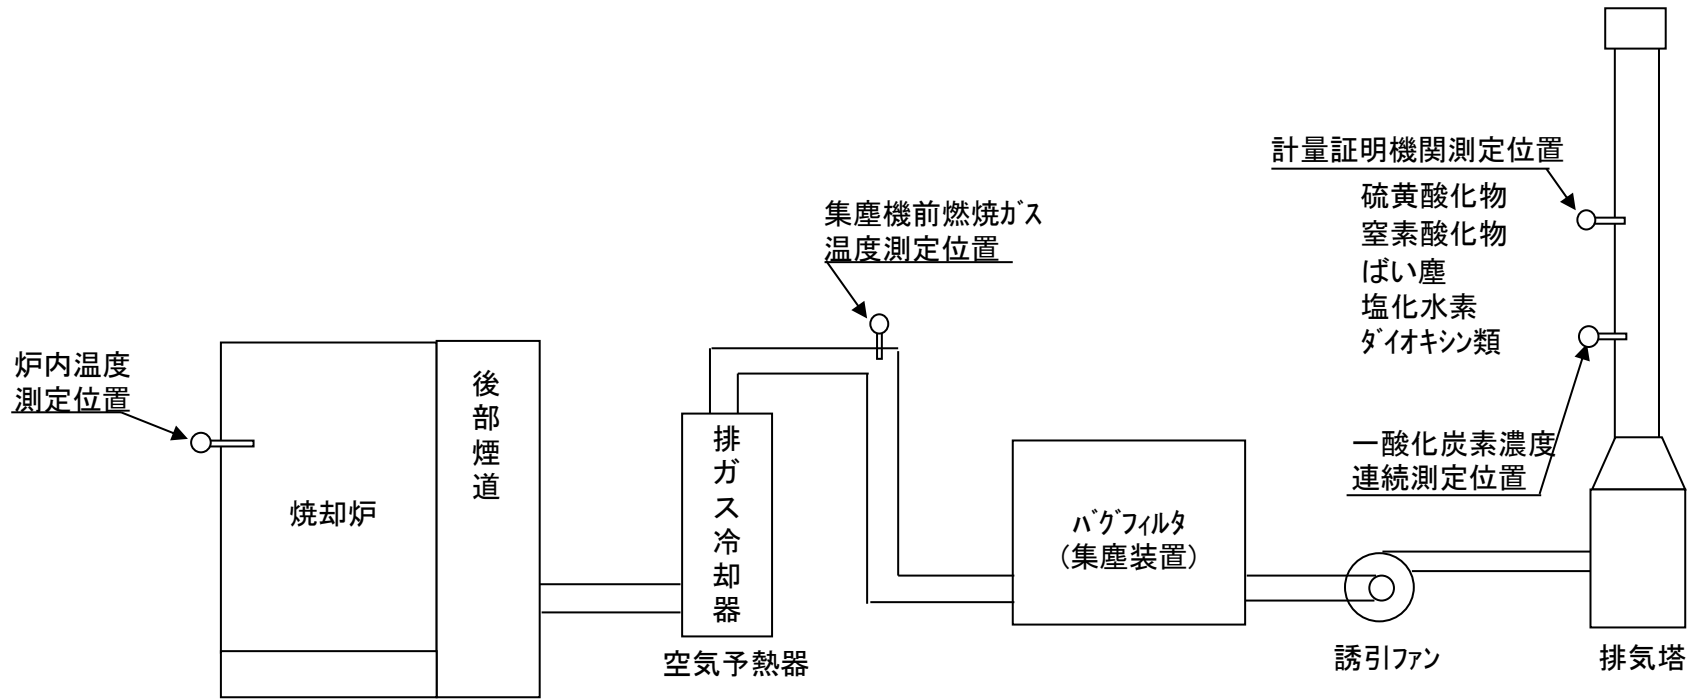 計量証明機関測定位置
硫黄酸化物
窒素酸化物
ばい塵
塩化水素
ﾀﾞｲｵｷｼﾝ類
集塵機前燃焼ｶﾞｽ
温度測定位置
炉内温度
測定位置
後部煙道
排ガス冷却器
一酸化炭素濃度
連続測定位置
焼却炉
ﾊﾞｸﾞﾌｨﾙﾀ
(集塵装置)
空気予熱器
誘引ﾌｧﾝ
排気塔